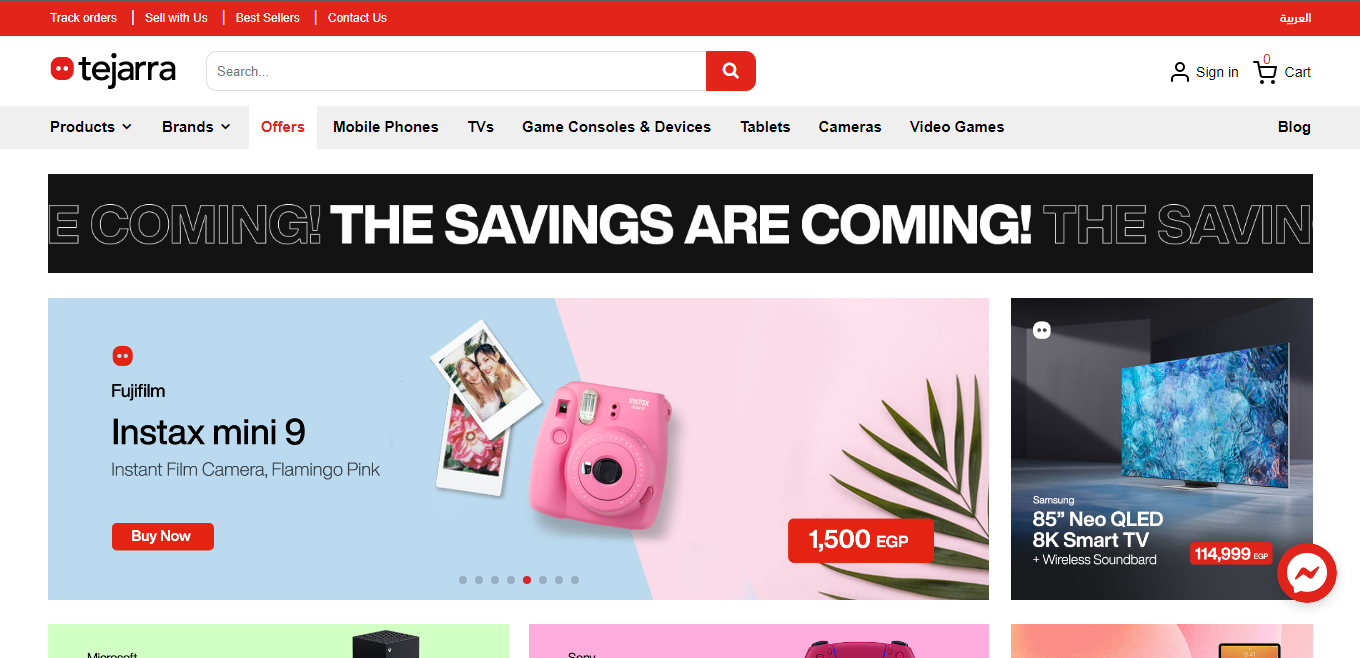 Track orders | Sell with Us | Best Sellers | Contact Us
العربية
tejarra
Search...
Sign in
0
Cart
Products
Brands
Offers
Mobile Phones
TVs
Game Consoles & Devices
Tablets
Cameras
Video Games
Blog
E COMING! THE SAVINGS ARE COMING! THE SAVIN
Fujifilm
Instax mini 9
Instant Film Camera, Flamingo Pink
Buy Now
instax
mini 9
1,500 EGP
Samsung
85” Neo QLED
8K Smart TV
+ Wireless Soundbard
114,999 EGP
Microsoft
Sony